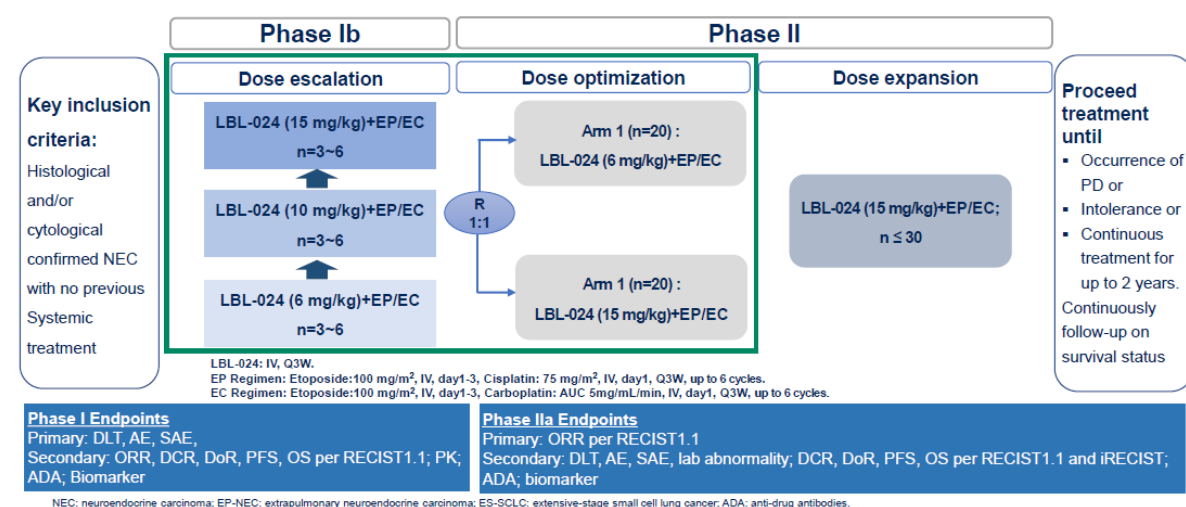 Phase Ib
Phase II
Key inclusion
criteria:
Histological
and/or
cytological
confirmed NEC
with no previous
Systemic
treatment
Dose escalation
LBL-024 (15 mg/kg)+EP/EC
n=3~6
LBL-024 (10 mg/kg)+EP/EC
n=3~6
LBL-024 (6 mg/kg)+EP/EC
n=3~6
Dose optimization
R
1:1
Arm 1 (n=20) :
LBL-024 (6 mg/kg)+EP/EC
Arm 1 (n=20) :
LBL-024 (15 mg/kg)+EP/EC
Dose expansion
LBL-024 (15 mg/kg)+EP/EC;
n ≤ 30
Proceed
treatment
until
▪ Occurrence of
PD or
▪ Intolerance or
▪ Continuous
treatment for
up to 2 years.
Continuously
follow-up on
survival status
LBL-024: IV, Q3W.
EP Regimen: Etoposide:100 mg/m², IV, day1-3, Cisplatin: 75 mg/m², IV, day1, Q3W, up to 6 cycles.
EC Regimen: Etoposide:100 mg/m², IV, day1-3, Carboplatin: AUC 5mg/mL/min, IV, day1, Q3W, up to 6 cycles.
Phase I Endpoints
Primary: DLT, AE, SAE,
Secondary: ORR, DCR, DoR, PFS, OS per RECIST1.1; PK;
ADA; Biomarker
Phase IIa Endpoints
Primary: ORR per RECIST1.1
Secondary: DLT, AE, SAE, lab abnormality; DCR, DoR, PFS, OS per RECIST1.1 and iRECIST;
ADA; biomarker
NEC: neuroendocrine carcinoma; EP-NEC: extrapulmonary neuroendocrine carcinoma; ES-SCLC: extensive-stage small cell lung cancer; ADA: anti-drug antibodies.